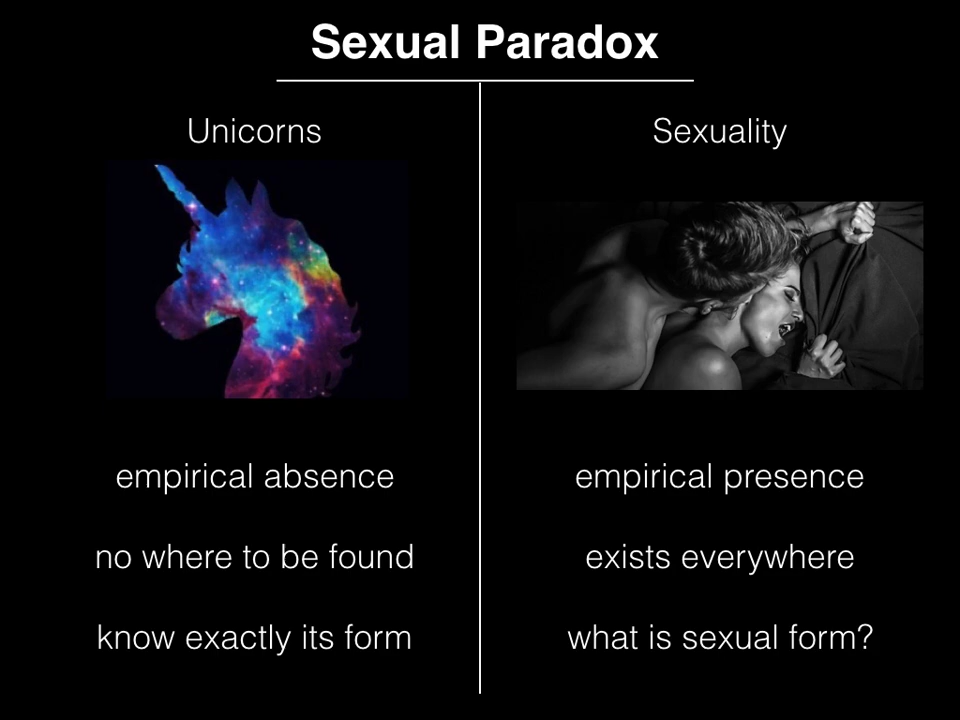 Sexual Paradox
Unicorns
empirical absence
no where to be found
know exactly its form
Sexuality
empirical presence
exists everywhere
what is sexual form?